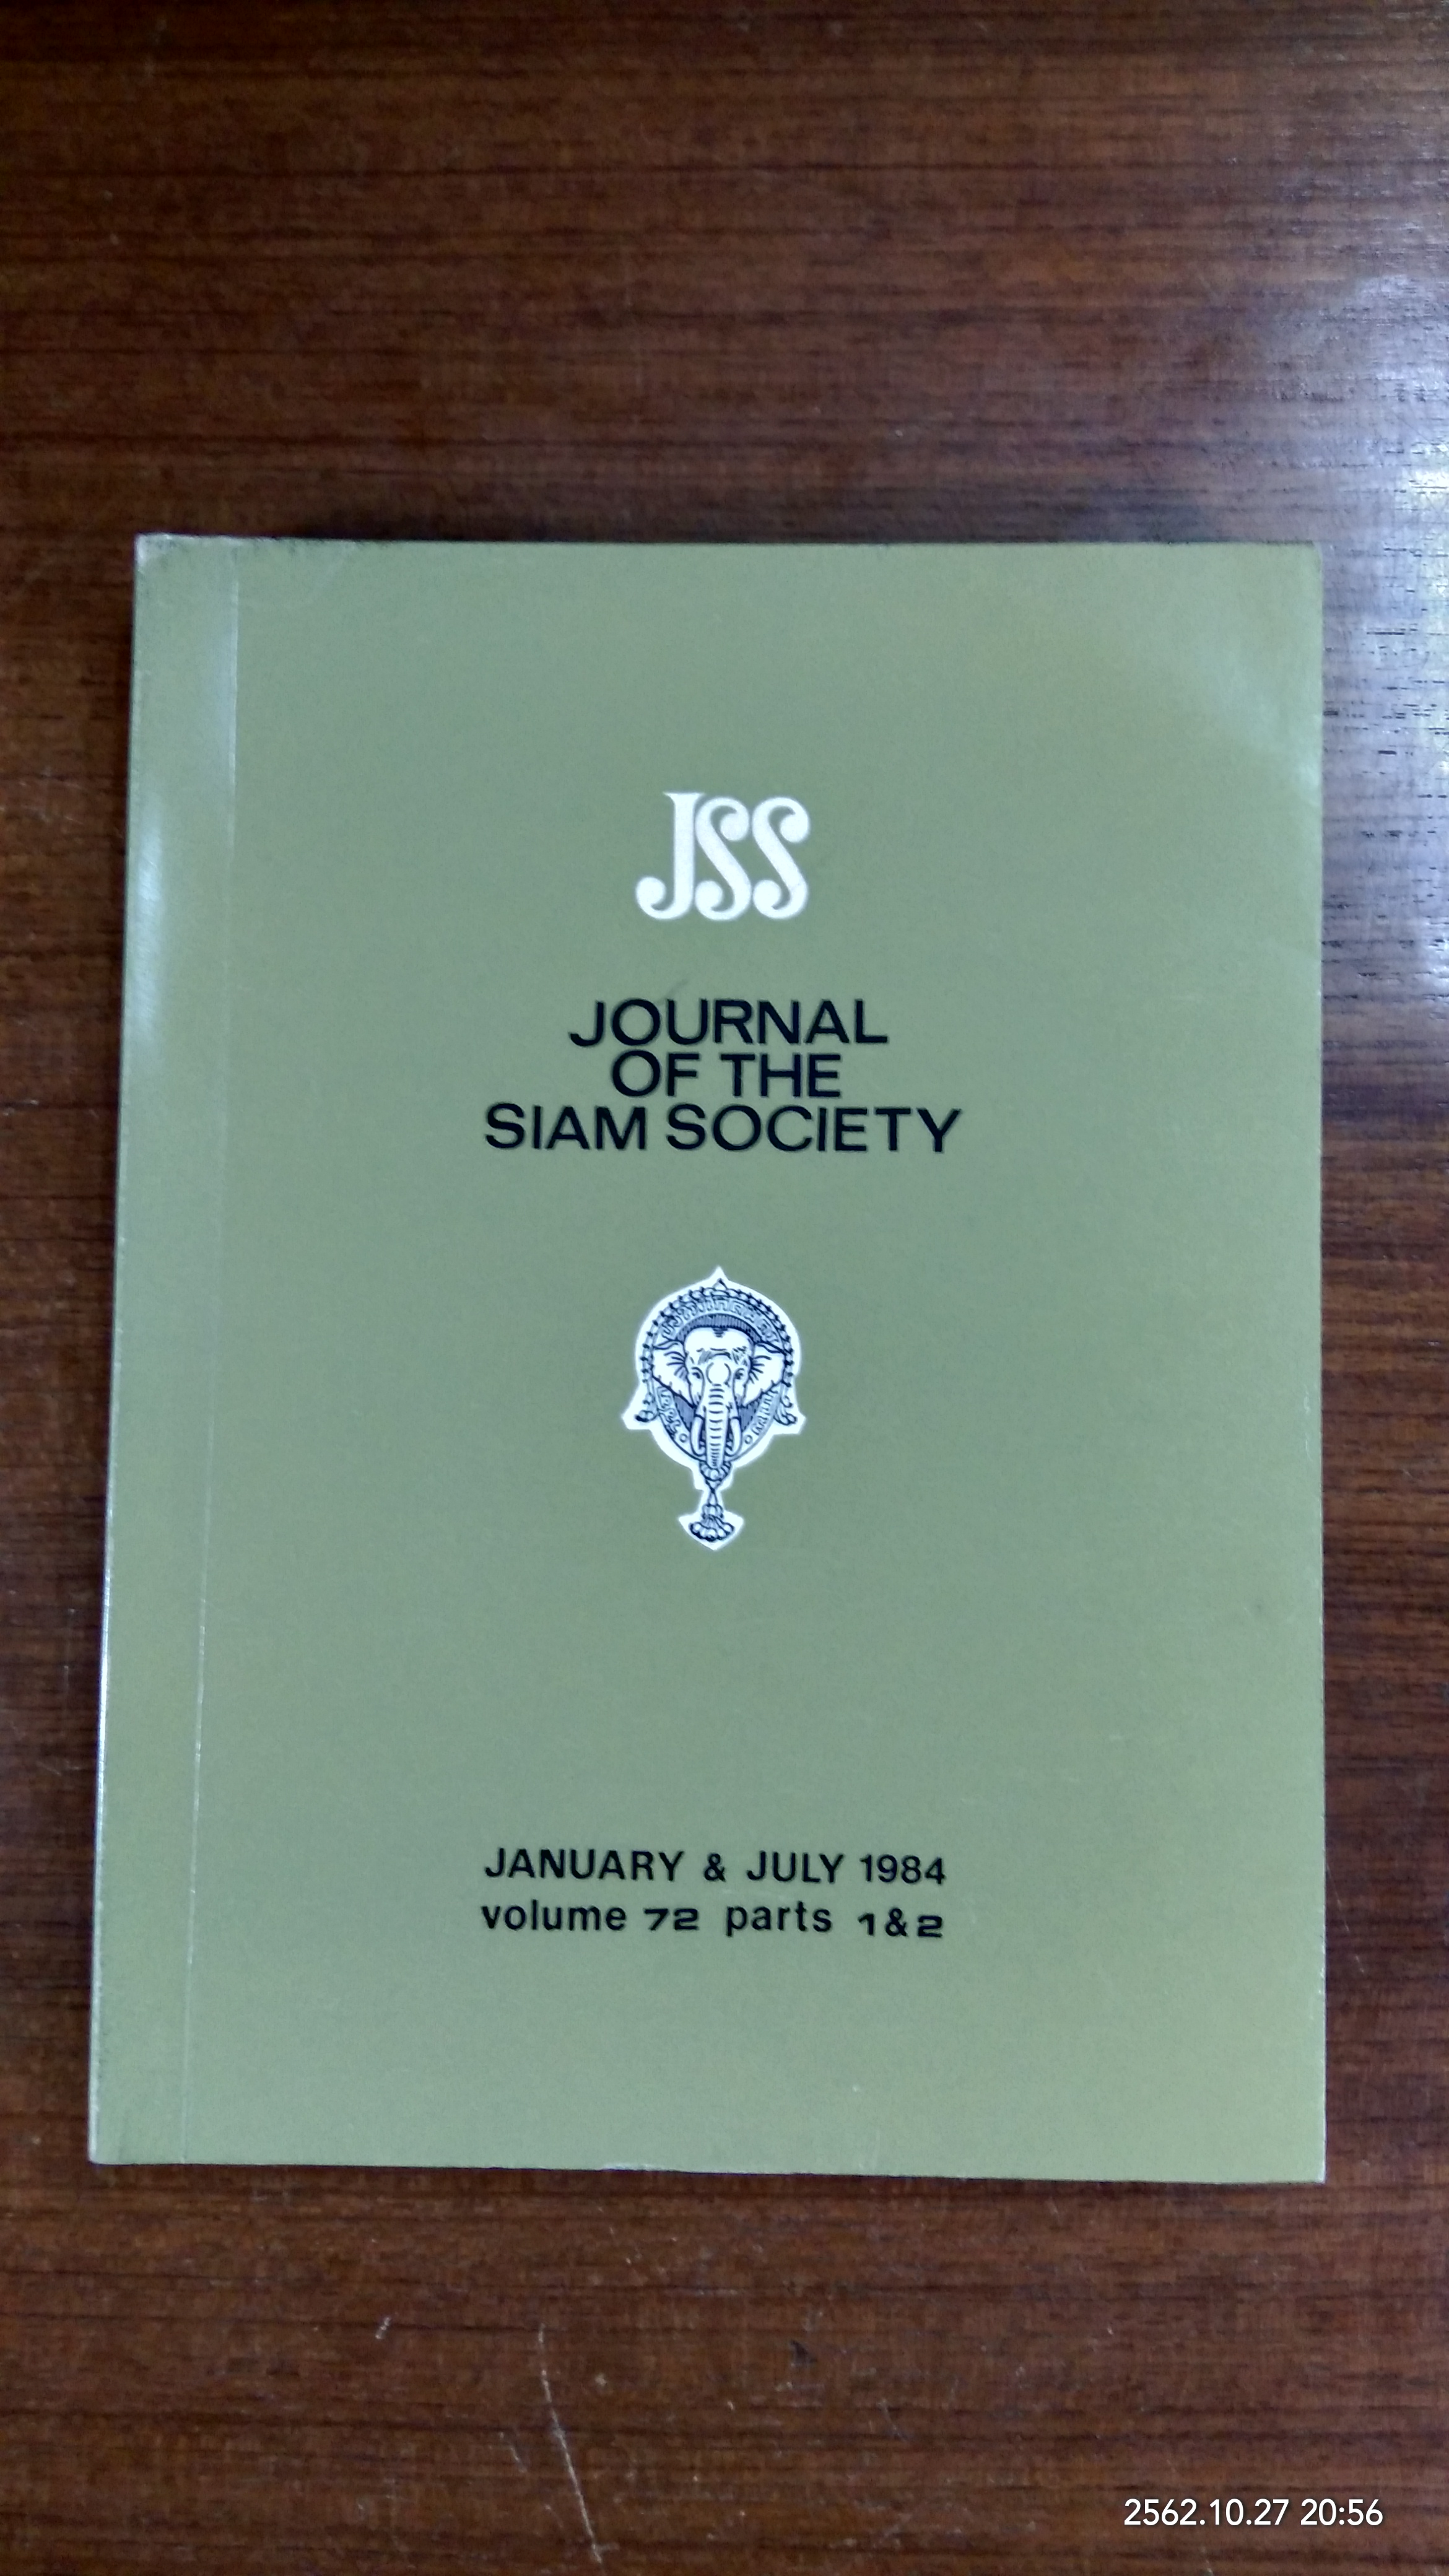 JSS
JOURNAL
OF THE
SIAM SOCIETY
JANUARY & JULY 1984
volume 72 parts 1&2
2562.10.27 20:56